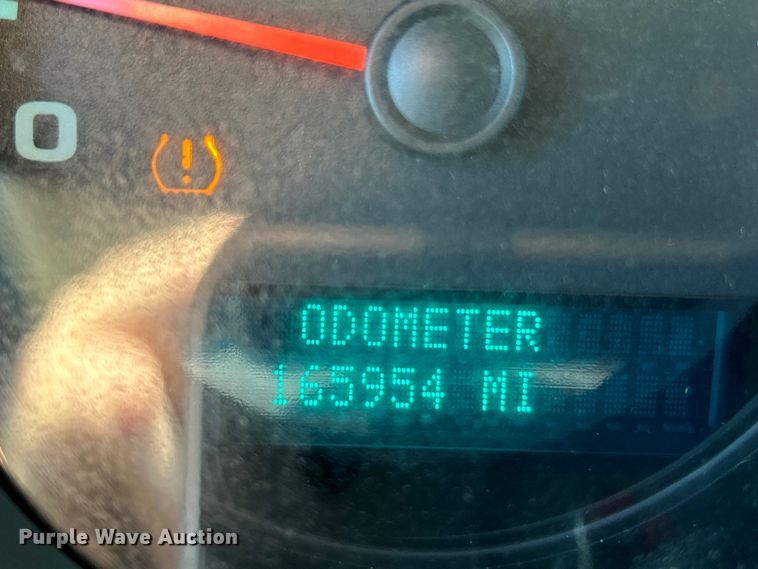 0
ODOMETER
165954 MI
Purple Wave Auction